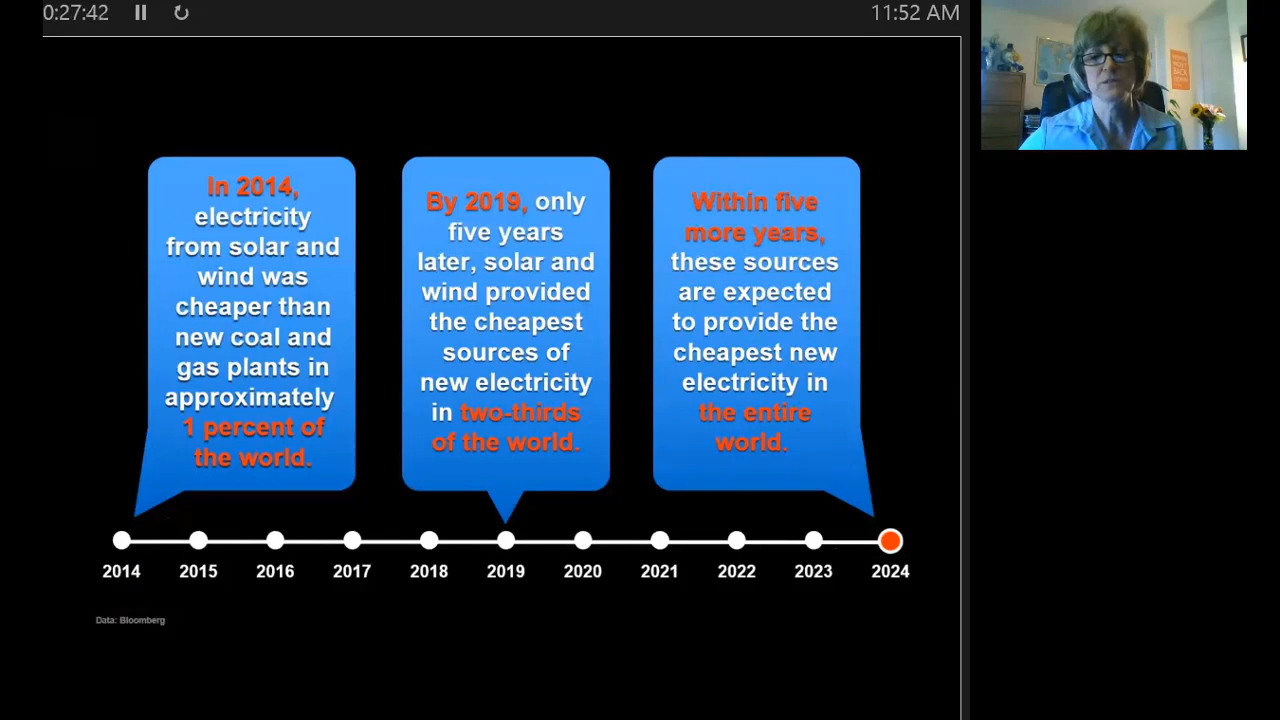 0:27:42
11:52 AM
In 2014,
electricity
from solar and
wind was
cheaper than
new coal and
gas plants in
approximately
1 percent of
the world.
By 2019, only
five years
later, solar and
wind provided
the cheapest
sources of
new electricity
in two-thirds
of the world.
Within five
more years,
these sources
are expected
to provide the
cheapest new
electricity in
the entire
world.
2014 2015 2016 2017 2018 2019 2020 2021 2022 2023 2024
Data: Bloomberg